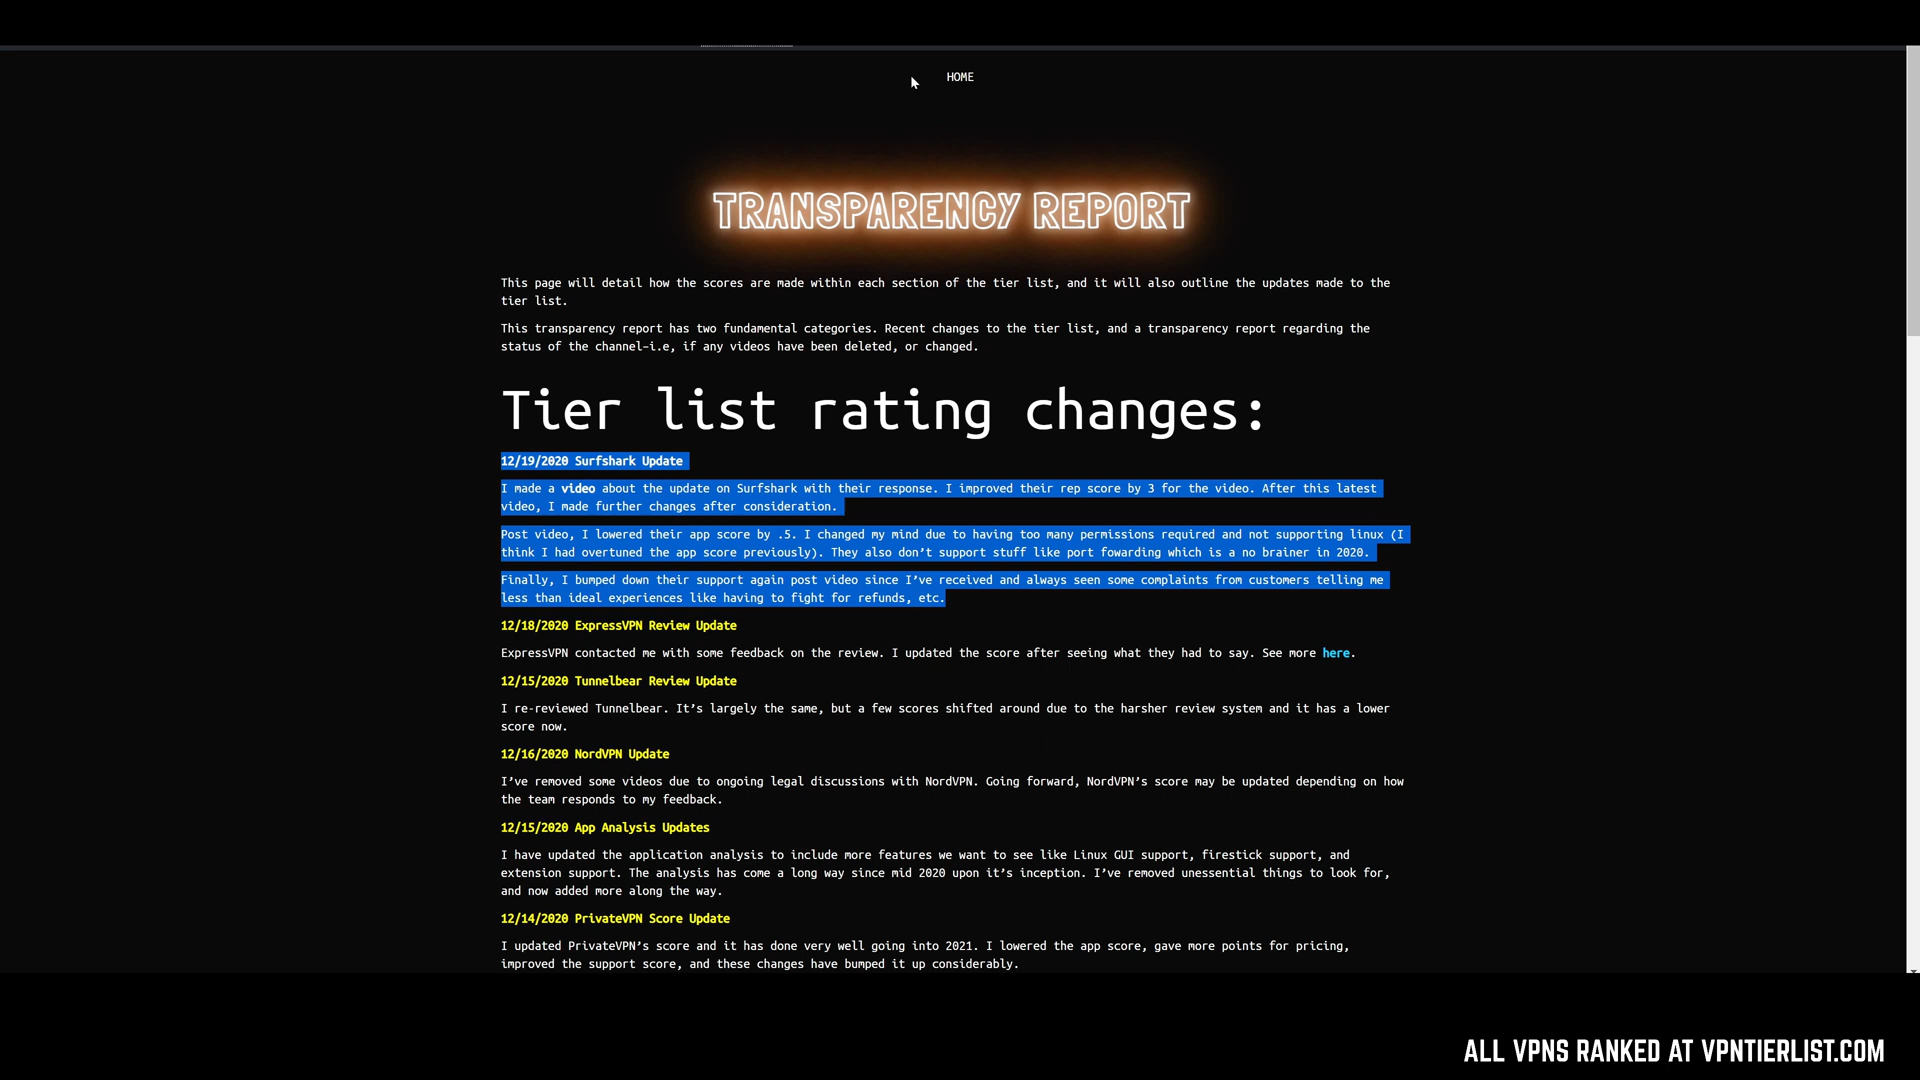 HOME
TRANSPARENCY REPORT
This page will detail how the scores are made within each section of the tier list, and it will also outline the updates made to the
tier list.
This transparency report has two fundamental categories. Recent changes to the tier list, and a transparency report regarding the
status of the channel-i.e, if any videos have been deleted, or changed.
Tier list rating changes:
12/19/2020 Surfshark Update
I made a video about the update on Surfshark with their response. I improved their rep score by 3 for the video. After this latest
video, I made further changes after consideration.
Post video, I lowered their app score by .5. I changed my mind due to having too many permissions required and not supporting linux (I
think I had overtuned the app score previously). They also don’t support stuff like port fowarding which is a no brainer in 2020.
Finally, I bumped down their support again post video since I’ve received and always seen some complaints from customers telling me
less than ideal experiences like having to fight for refunds, etc.
12/18/2020 ExpressVPN Review Update
ExpressVPN contacted me with some feedback on the review. I updated the score after seeing what they had to say. See more here.
12/15/2020 Tunnelbear Review Update
I re-reviewed Tunnelbear. It’s largely the same, but a few scores shifted around due to the harsher review system and it has a lower
score now.
12/16/2020 NordVPN Update
I’ve removed some videos due to ongoing legal discussions with NordVPN. Going forward, NordVPN’s score may be updated depending on how
the team responds to my feedback.
12/15/2020 App Analysis Updates
I have updated the application analysis to include more features we want to see like Linux GUI support, firestick support, and
extension support. The analysis has come a long way since mid 2020 upon it’s inception. I’ve removed unessential things to look for,
and now added more along the way.
12/14/2020 PrivateVPN Score Update
I updated PrivateVPN’s score and it has done very well going into 2021. I lowered the app score, gave more points for pricing,
improved the support score, and these changes have bumped it up considerably.
ALL VPNS RANKED AT VPNTIERLIST.COM